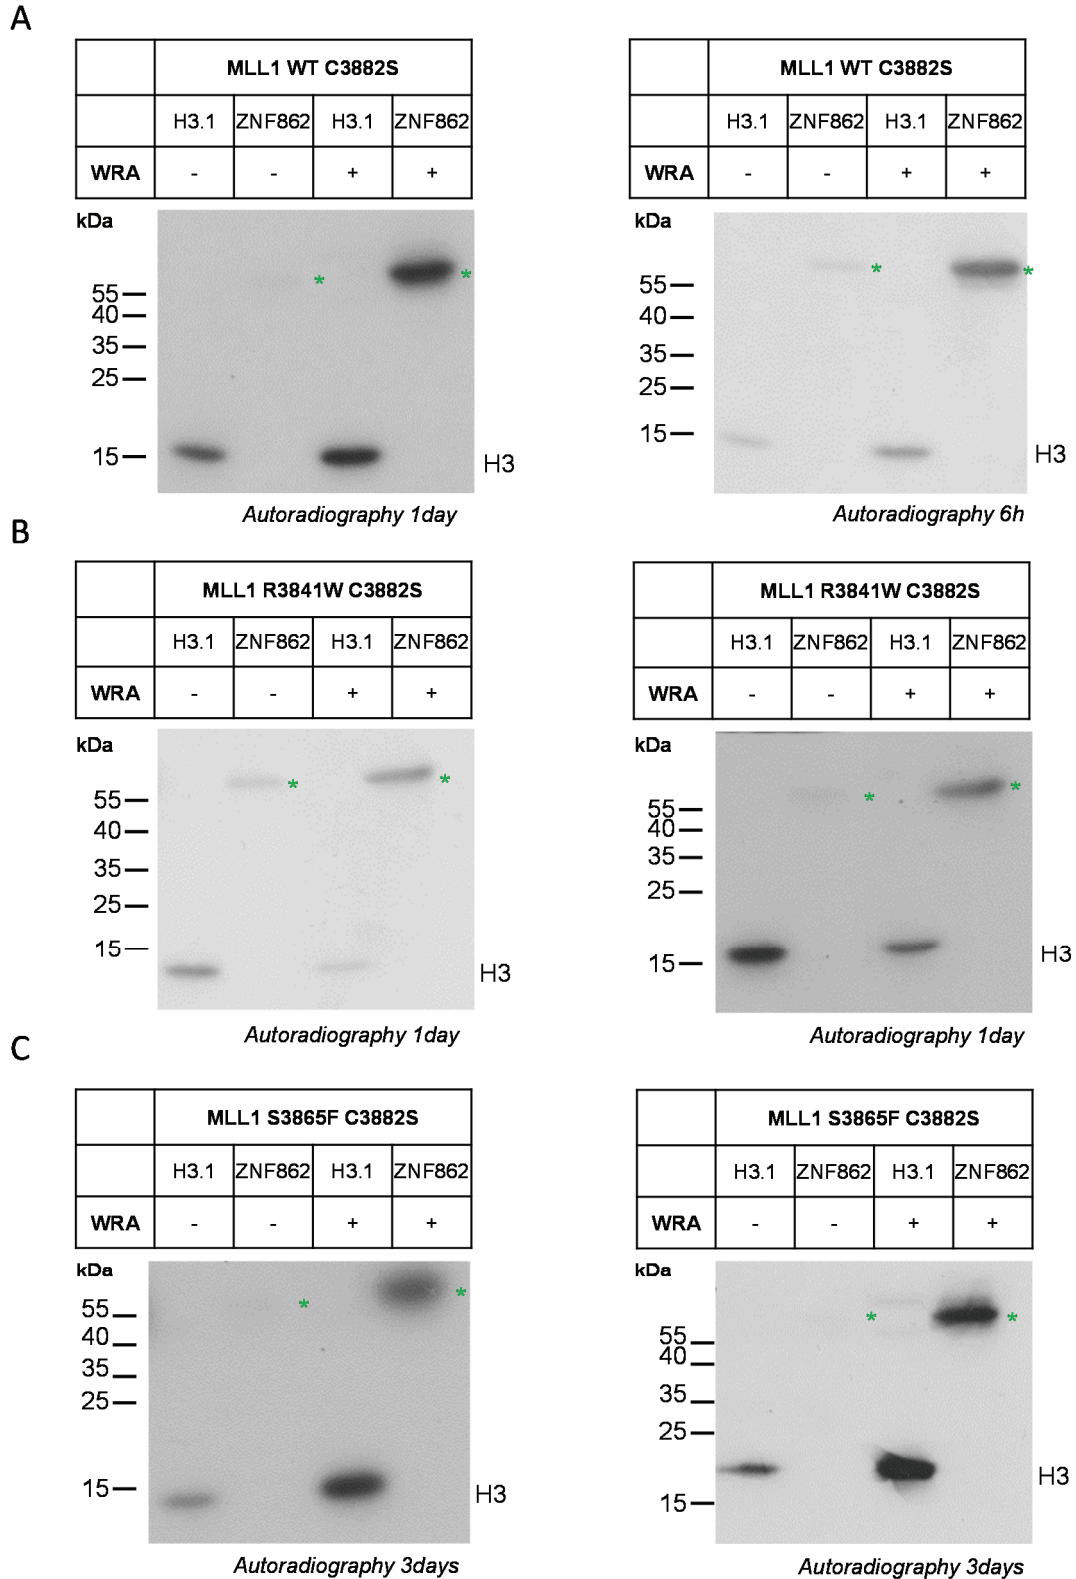 A
MLL1 WT C3882S
H3.1 ZNF862 H3.1 ZNF862
WRA - - + +
kDa
*
*
55
40
35
25
15
H3
Autoradiography 1day
MLL1 WT C3882S
H3.1 ZNF862 H3.1 ZNF862
WRA - - + +
kDa
*
*
55
40
35
25
15
H3
Autoradiography 6h
B
MLL1 R3841W C3882S
H3.1 ZNF862 H3.1 ZNF862
WRA - - + +
kDa
*
*
55
40
35
25
15
H3
Autoradiography 1day
MLL1 R3841W C3882S
H3.1 ZNF862 H3.1 ZNF862
WRA - - + +
kDa
*
*
55
40
35
25
15
H3
Autoradiography 1day
C
MLL1 S3865F C3882S
H3.1 ZNF862 H3.1 ZNF862
WRA - - + +
kDa
*
*
55
40
35
25
15
H3
Autoradiography 3days
MLL1 S3865F C3882S
H3.1 ZNF862 H3.1 ZNF862
WRA - - + +
kDa
*
*
55
40
35
25
15
H3
Autoradiography 3days